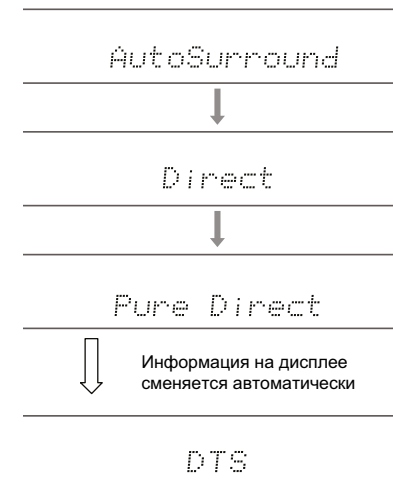 AutoSurround
Direct
Pure Direct
Информация на дисплее
сменяется автоматически
DTS